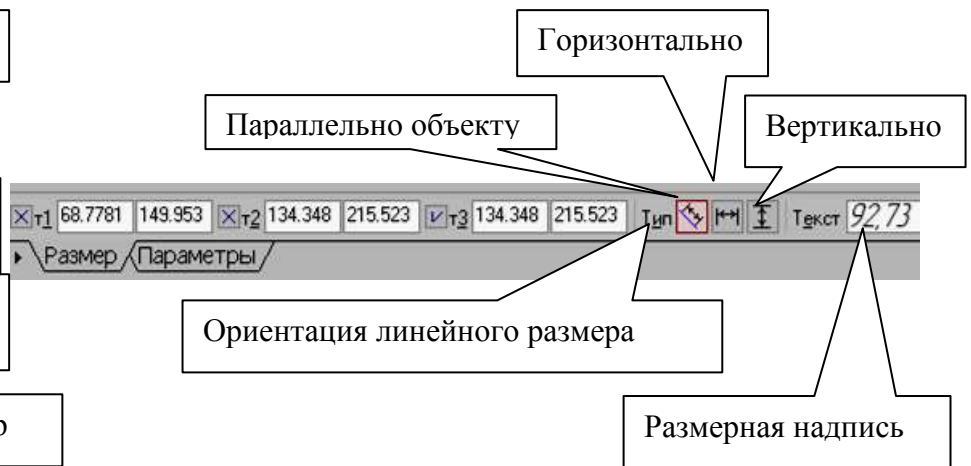 Горизонтально
Параллельно объекту
Вертикально
т1 68.7781 149.953 т2 134.348 215.523 т3 134.348 215.523 Тип Текст 92,73
Размер Параметры
Ориентация линейного размера
р
Размерная надпись